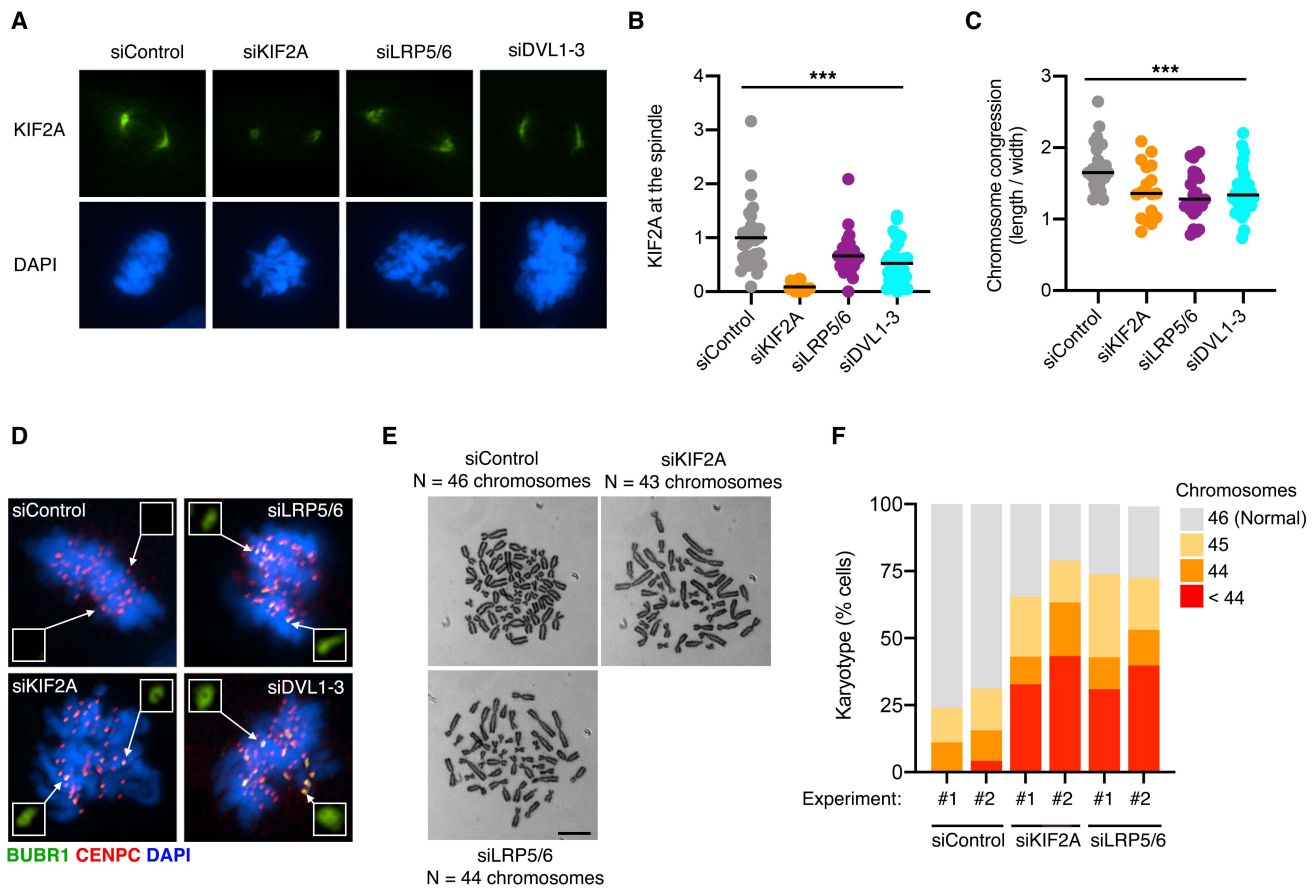 A
siControl siKIF2A siLRP5/6 siDVL1-3
KIF2A
DAPI
B
***
KIF2A at the spindle
4
3
2
1
0
siControl
siKIF2A
siLRP5/6
siDVL1-3
C
***
Chromosome congression
(length / width)
3
2
1
0
siControl
siKIF2A
siLRP5/6
siDVL1-3
D
siControl
siLRP5/6
siKIF2A
siDVL1-3
BUBR1 CENPC DAPI
E
siControl
N = 46 chromosomes
siKIF2A
N = 43 chromosomes
siLRP5/6
N = 44 chromosomes
F
Karyotype (% cells)
100
75
50
25
0
Chromosomes
46 (Normal)
45
44
< 44
Experiment: #1 #2 #1 #2 #1 #2
siControl siKIF2A siLRP5/6